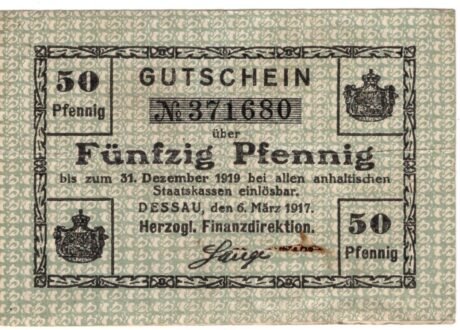 50
Pfennig
GUTSCHEIN
№ 371680
über
Fünfzig Pfennig
bis zum 31. Dezember 1919 bei allen anhaltischen
Staatskassen einlösbar.
DESSAU, den 6. März 1917.
Herzogl. Finanzdirektion.
Lange
50
Pfennig